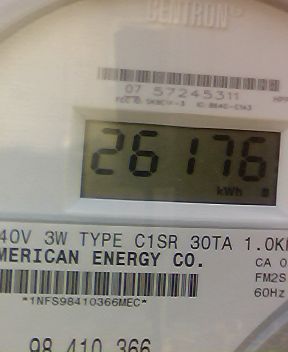 CENTRON
07 57245311
26176
kWh
40V 3W TYPE C1SR 30TA 1.0K
MERICAN ENERGY CO.
CA 0
FM2S
60Hz
*1NFS98410366MEC*
98 410 366